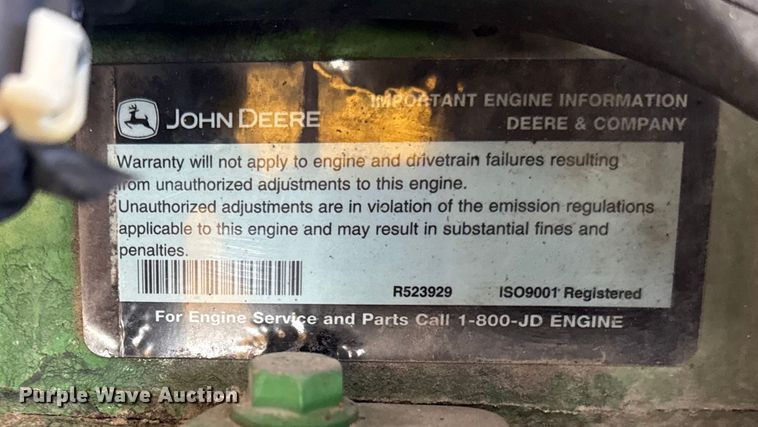 JOHN DEERE
IMPORTANT ENGINE INFORMATION
DEERE & COMPANY
Warranty will not apply to engine and drivetrain failures resulting
from unauthorized adjustments to this engine.
Unauthorized adjustments are in violation of the emission regulations
applicable to this engine and may result in substantial fines and
penalties.
R523929 ISO9001 Registered
For Engine Service and Parts Call 1-800-JD ENGINE
Purple Wave Auction